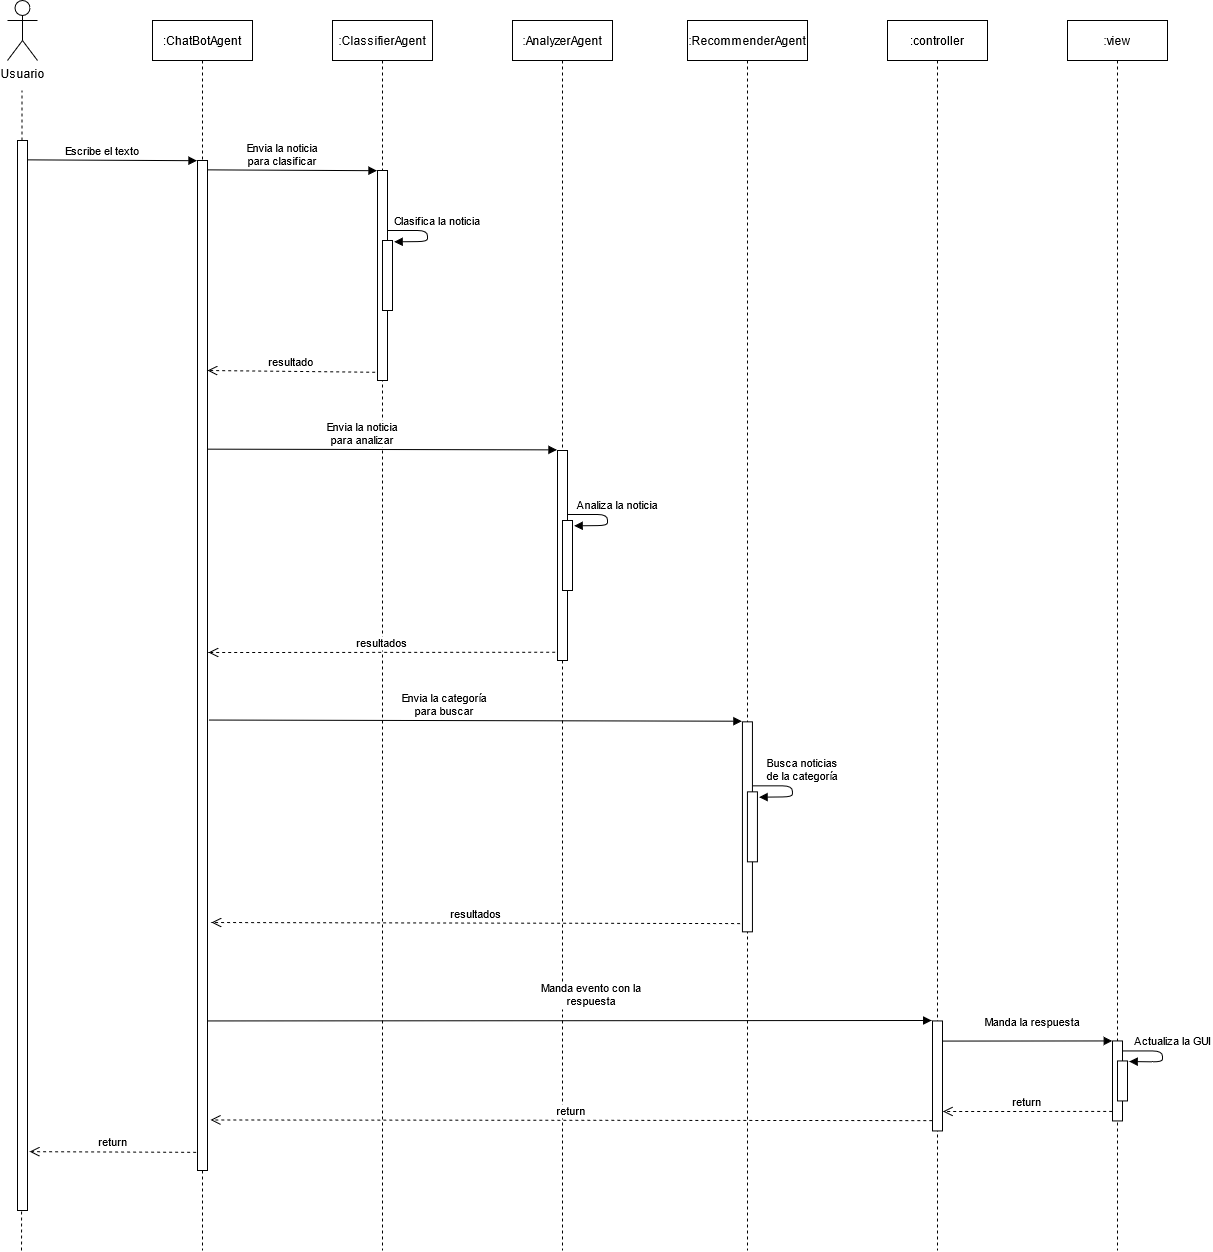 Usuario
:ChatBotAgent
:ClassifierAgent
:AnalyzerAgent
:RecommenderAgent
:controller
:view
Escribe el texto
Envia la noticia
para clasificar
Clasifica la noticia
resultado
Envia la noticia
para analizar
Analiza la noticia
resultados
Envia la categoría
para buscar
Busca noticias
de la categoría
resultados
Manda evento con la
respuesta
Manda la respuesta
Actualiza la GUI
return
return
return